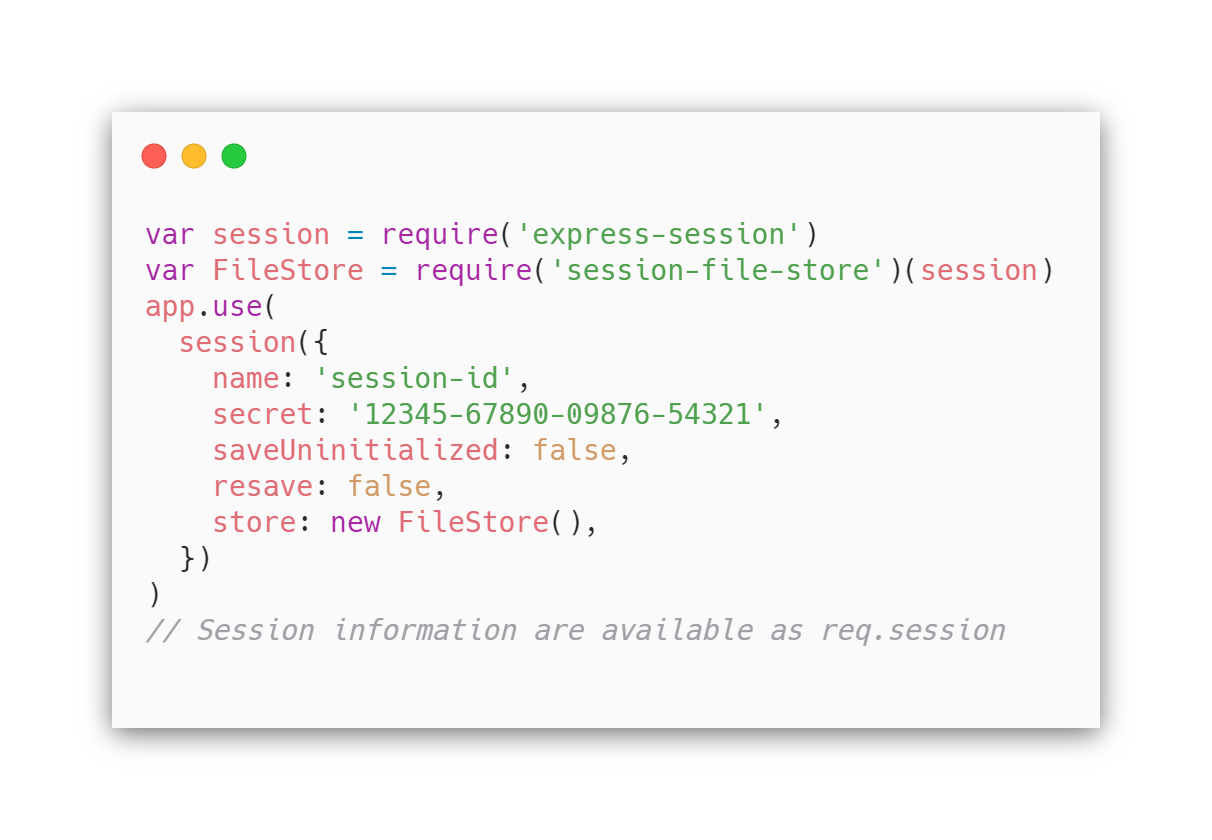 var session = require('express-session')
var FileStore = require('session-file-store')(session)
app.use(
  session({
    name: 'session-id',
    secret: '12345-67890-09876-54321',
    saveUninitialized: false,
    resave: false,
    store: new FileStore(),
  })
)
// Session information are available as req.session